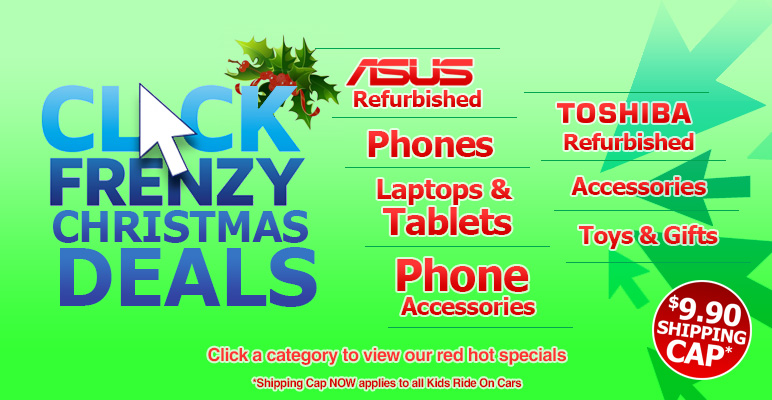 CLICK
FRENZY
CHRISTMAS
DEALS
ASUS
Refurbished
Phones
Laptops &
Tablets
Phone
Accessories
TOSHIBA
Refurbished
Accessories
Toys & Gifts
$9.90
SHIPPING
CAP*
Click a category to view our red hot specials
*Shipping Cap NOW applies to all Kids Ride On Cars